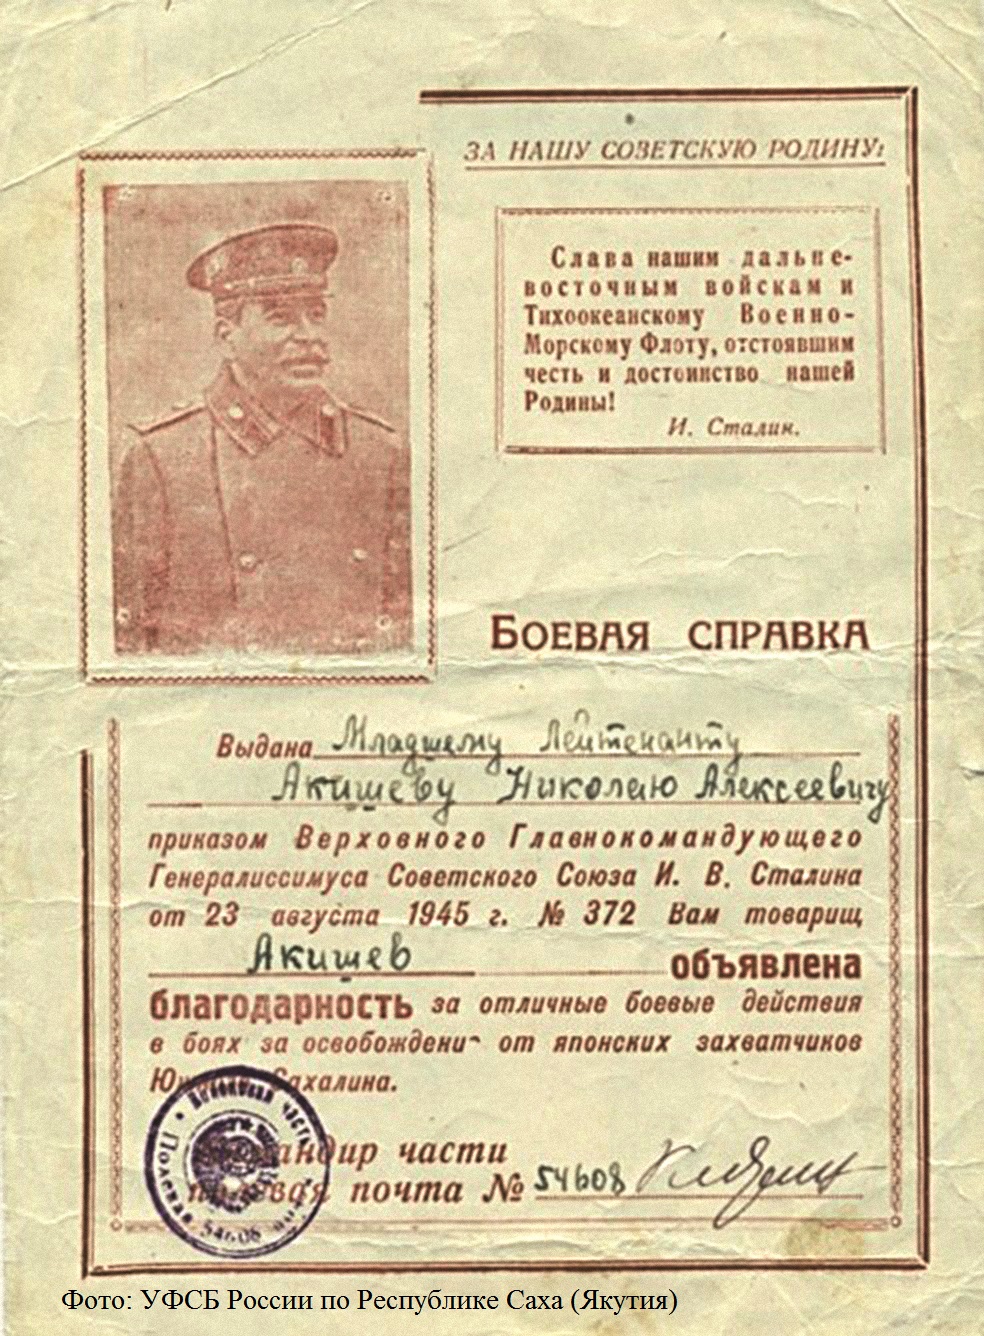 ЗА НАШУ СОВЕТСКУЮ РОДИНУ!
Слава нашим дальне-
восточным войскам и
Тихоокеанскому Военно-
Морскому Флоту, отстоявшим
честь и достоинство нашей
Родины!
И. Сталин.
БОЕВАЯ СПРАВКА
Выдана Младшему Лейтенанту
Акишеву Николаю Алексеевичу
приказом Верховного Главнокомандующего
Генералиссимуса Советского Союза И. В. Сталина
от 23 августа 1945 г. № 372 Вам товарищ
Акишев объявлена
благодарность за отличные боевые действия
в боях за освобождени от японских захватчиков
Сахалина.
части
почта № 54608
Полевая 54608
Фото: УФСБ России по Республике Саха (Якутия)